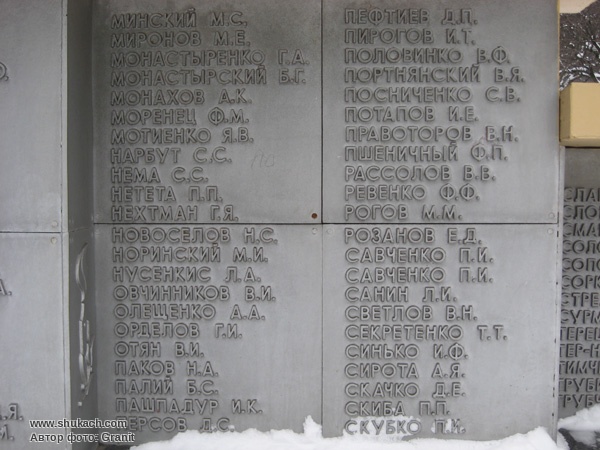 МИНСКИЙ М.С.
МИРОНОВ М.Е.
МОНАСТЫРЕНКО Г.А.
МОНАСТЫРСКИЙ Б.Г.
МОНАХОВ А.К.
МОРЕНЕЦ Ф.М.
МОТИЕНКО Я.В.
НАРБУТ С.С.
НЕМА С.С.
НЕТЕТА П.П.
НЕХТМАН Г.Я.
НОВОСЕЛОВ Н.С.
НОРИНСКИЙ М.И.
НУСЕНКИС Л.А.
ОВЧИННИКОВ В.И.
ОЛЕЩЕНКО А.А.
ОРДЕЛОВ Г.И.
ОТЯН В.И.
ПАКОВ Н.А.
ПАЛИЙ Б.С.
ПАШПАДУР И.К.
ПЕРСОВ Д.С.
ПЕФТИЕВ Д.П.
ПИРОГОВ И.Т.
ПОЛОВИНКО В.Ф.
ПОРТНЯНСКИЙ В.Я.
ПОСНИЧЕНКО С.В.
ПОТАПОВ И.Е.
ПРАВОТОРОВ В.Н.
ПШЕНИЧНЫЙ Ф.П.
РАССОЛОВ В.В.
РЕВЕНКО Ф.Ф.
РОГОВ М.М.
РОЗАНОВ Е.Д.
САВЧЕНКО П.И.
САВЧЕНКО П.И.
САНИН Л.И.
СВЕТЛОВ В.Н.
СЕКРЕТЕНКО Т.Т.
СИНЬКО И.Ф.
СИРОТА А.Я.
СКАЧКО Д.Е.
СКИБА П.П.
СКУБКО П.И.
www.shukach.com
Автор фото: Granit